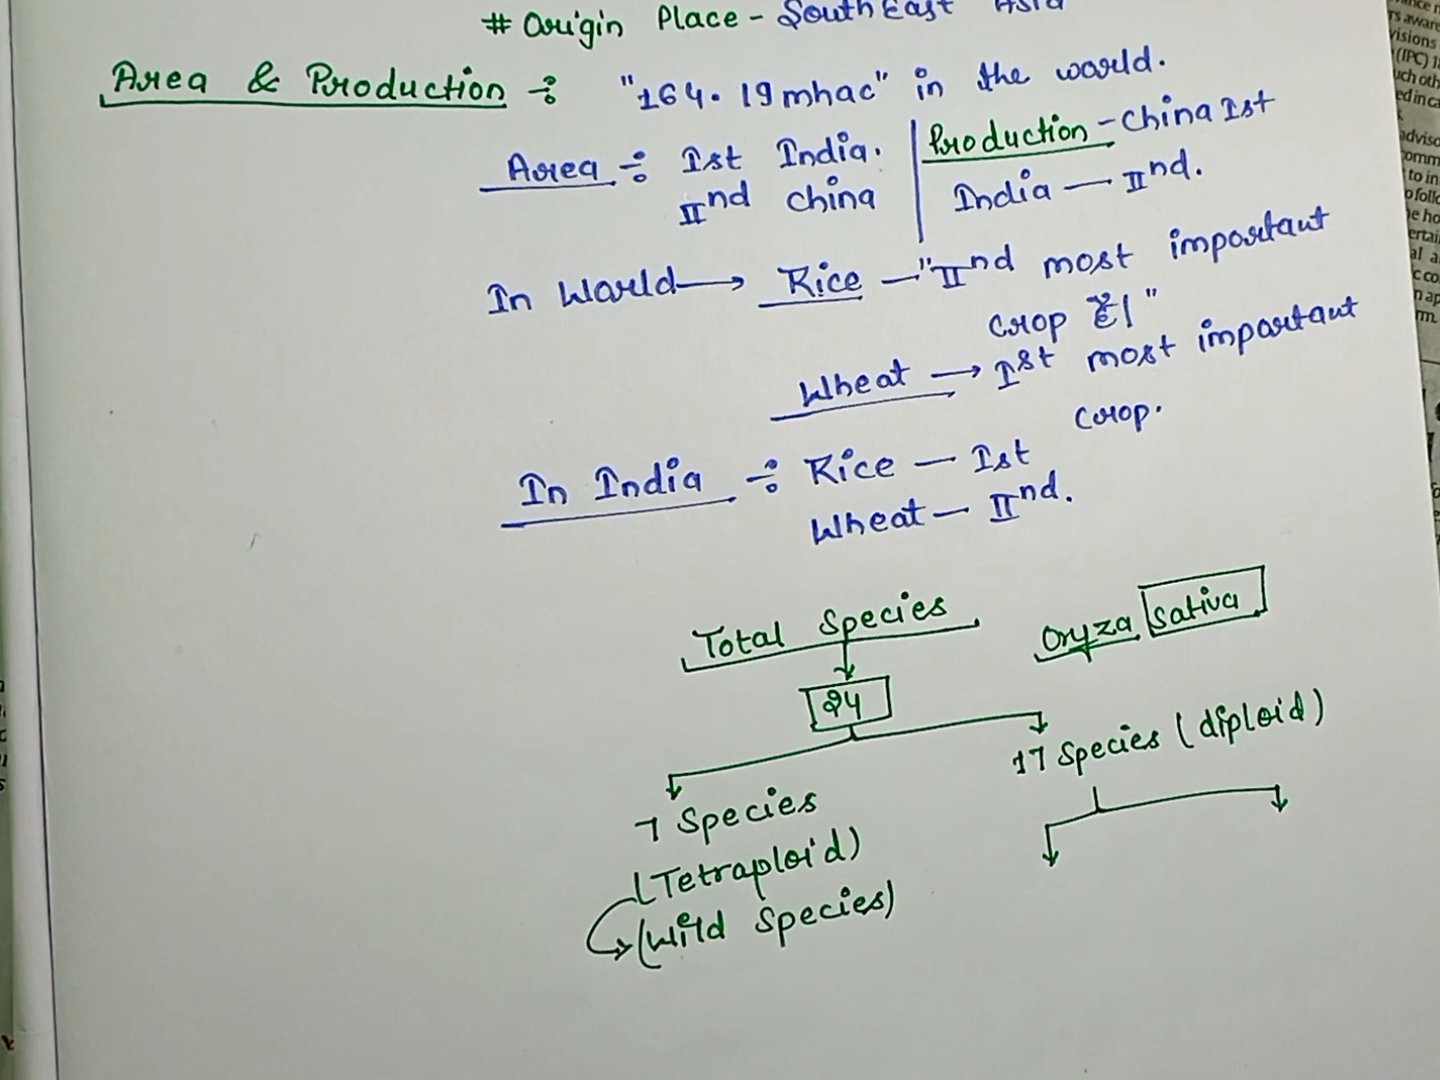 # Origin Place - South East Asia
Area & Production ÷ "164.19 mhac" in the world.
Area ÷ Ist India. | Production - China Ist
IInd China | India — IInd.
In World → Rice — "IInd most important
crop है।"
Wheat → Ist most important
crop.
In India ÷ Rice — Ist
Wheat — IInd.
Total Species
Oryza sativa
24
17 Species (diploid)
7 Species
(Tetraploid)
(Wild Species)